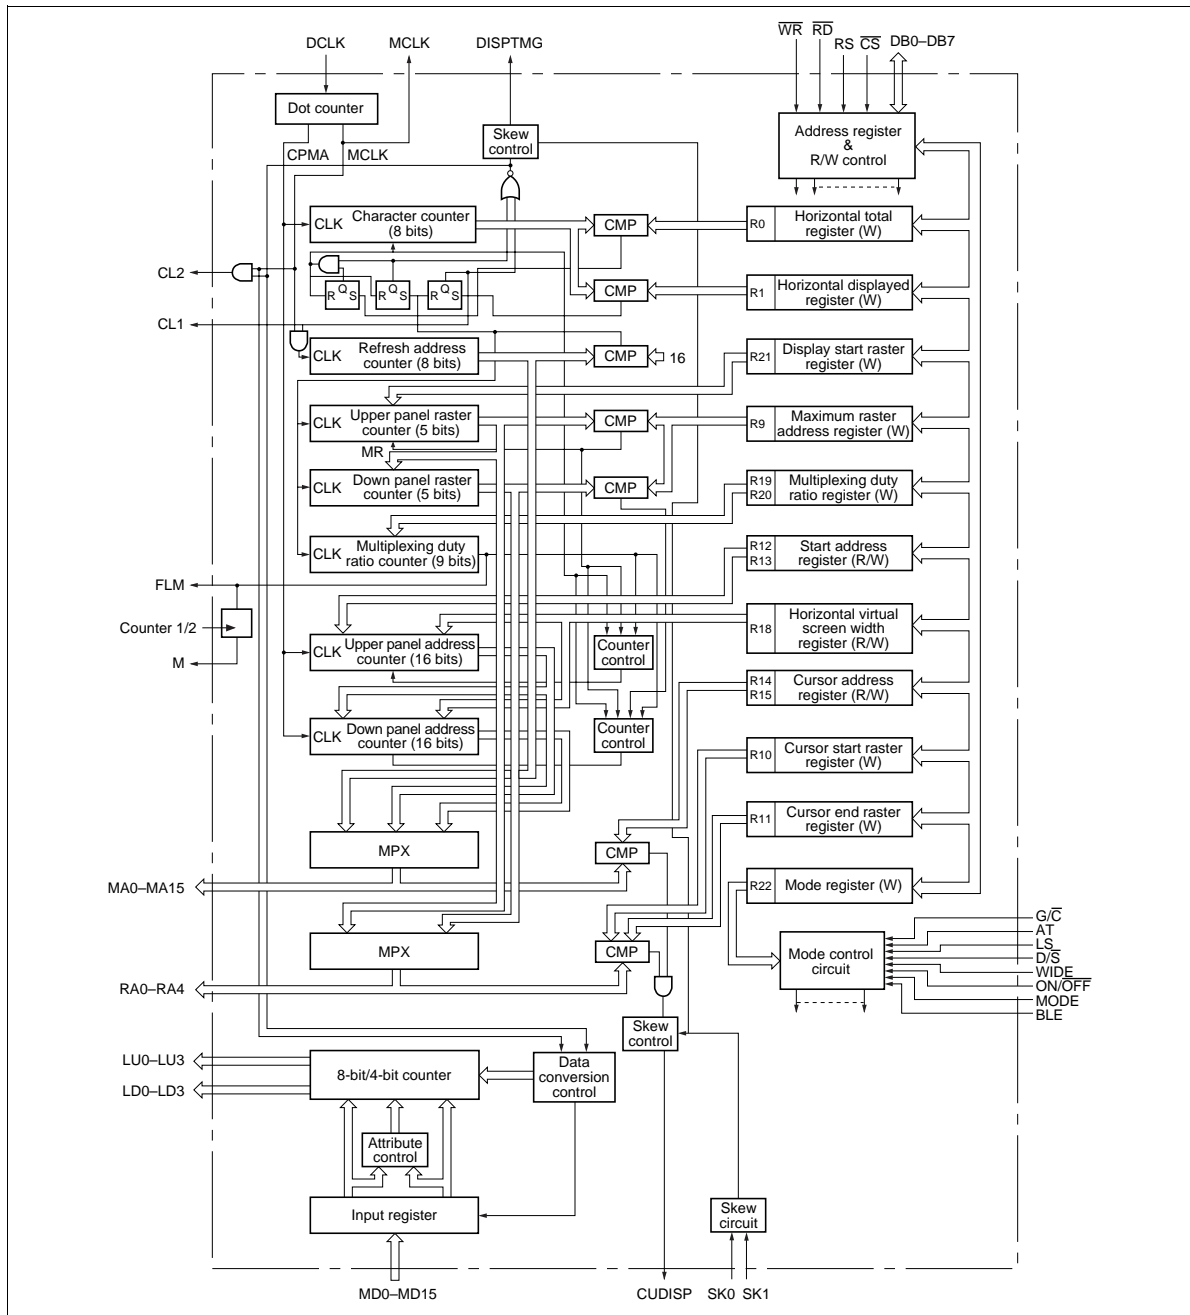 DCLK
MCLK
DISPTMG
WR
RD
RS
CS
DB0–DB7
Dot counter
Skew
control
Address register
&
R/W control
CPMA
MCLK
CLK
Character counter
(8 bits)
CMP
R0
Horizontal total
register (W)
CL2
R Q S
R Q S
R Q S
CMP
R1
Horizontal displayed
register (W)
CL1
CLK
Refresh address
counter (8 bits)
CMP
16
R21
Display start raster
register (W)
CLK
Upper panel raster
counter (5 bits)
CMP
R9
Maximum raster
address register (W)
MR
CLK
Down panel raster
counter (5 bits)
CMP
R19
R20
Multiplexing duty
ratio register (W)
CLK
Multiplexing duty
ratio counter (9 bits)
R12
R13
Start address
register (R/W)
FLM
Counter 1/2
M
CLK
Upper panel address
counter (16 bits)
Counter
control
R18
Horizontal virtual
screen width
register (R/W)
R14
R15
Cursor address
register (R/W)
CLK
Down panel address
counter (16 bits)
Counter
control
R10
Cursor start raster
register (W)
R11
Cursor end raster
register (W)
MPX
CMP
MA0–MA15
R22
Mode register (W)
MPX
CMP
RA0–RA4
Mode control
circuit
G/C
AT
LS
D/S
WIDE
ON/OFF
MODE
BLE
Skew
control
LU0–LU3
LD0–LD3
8-bit/4-bit counter
Data
conversion
control
Attribute
control
Input register
Skew
circuit
MD0–MD15
CUDISP
SK0
SK1